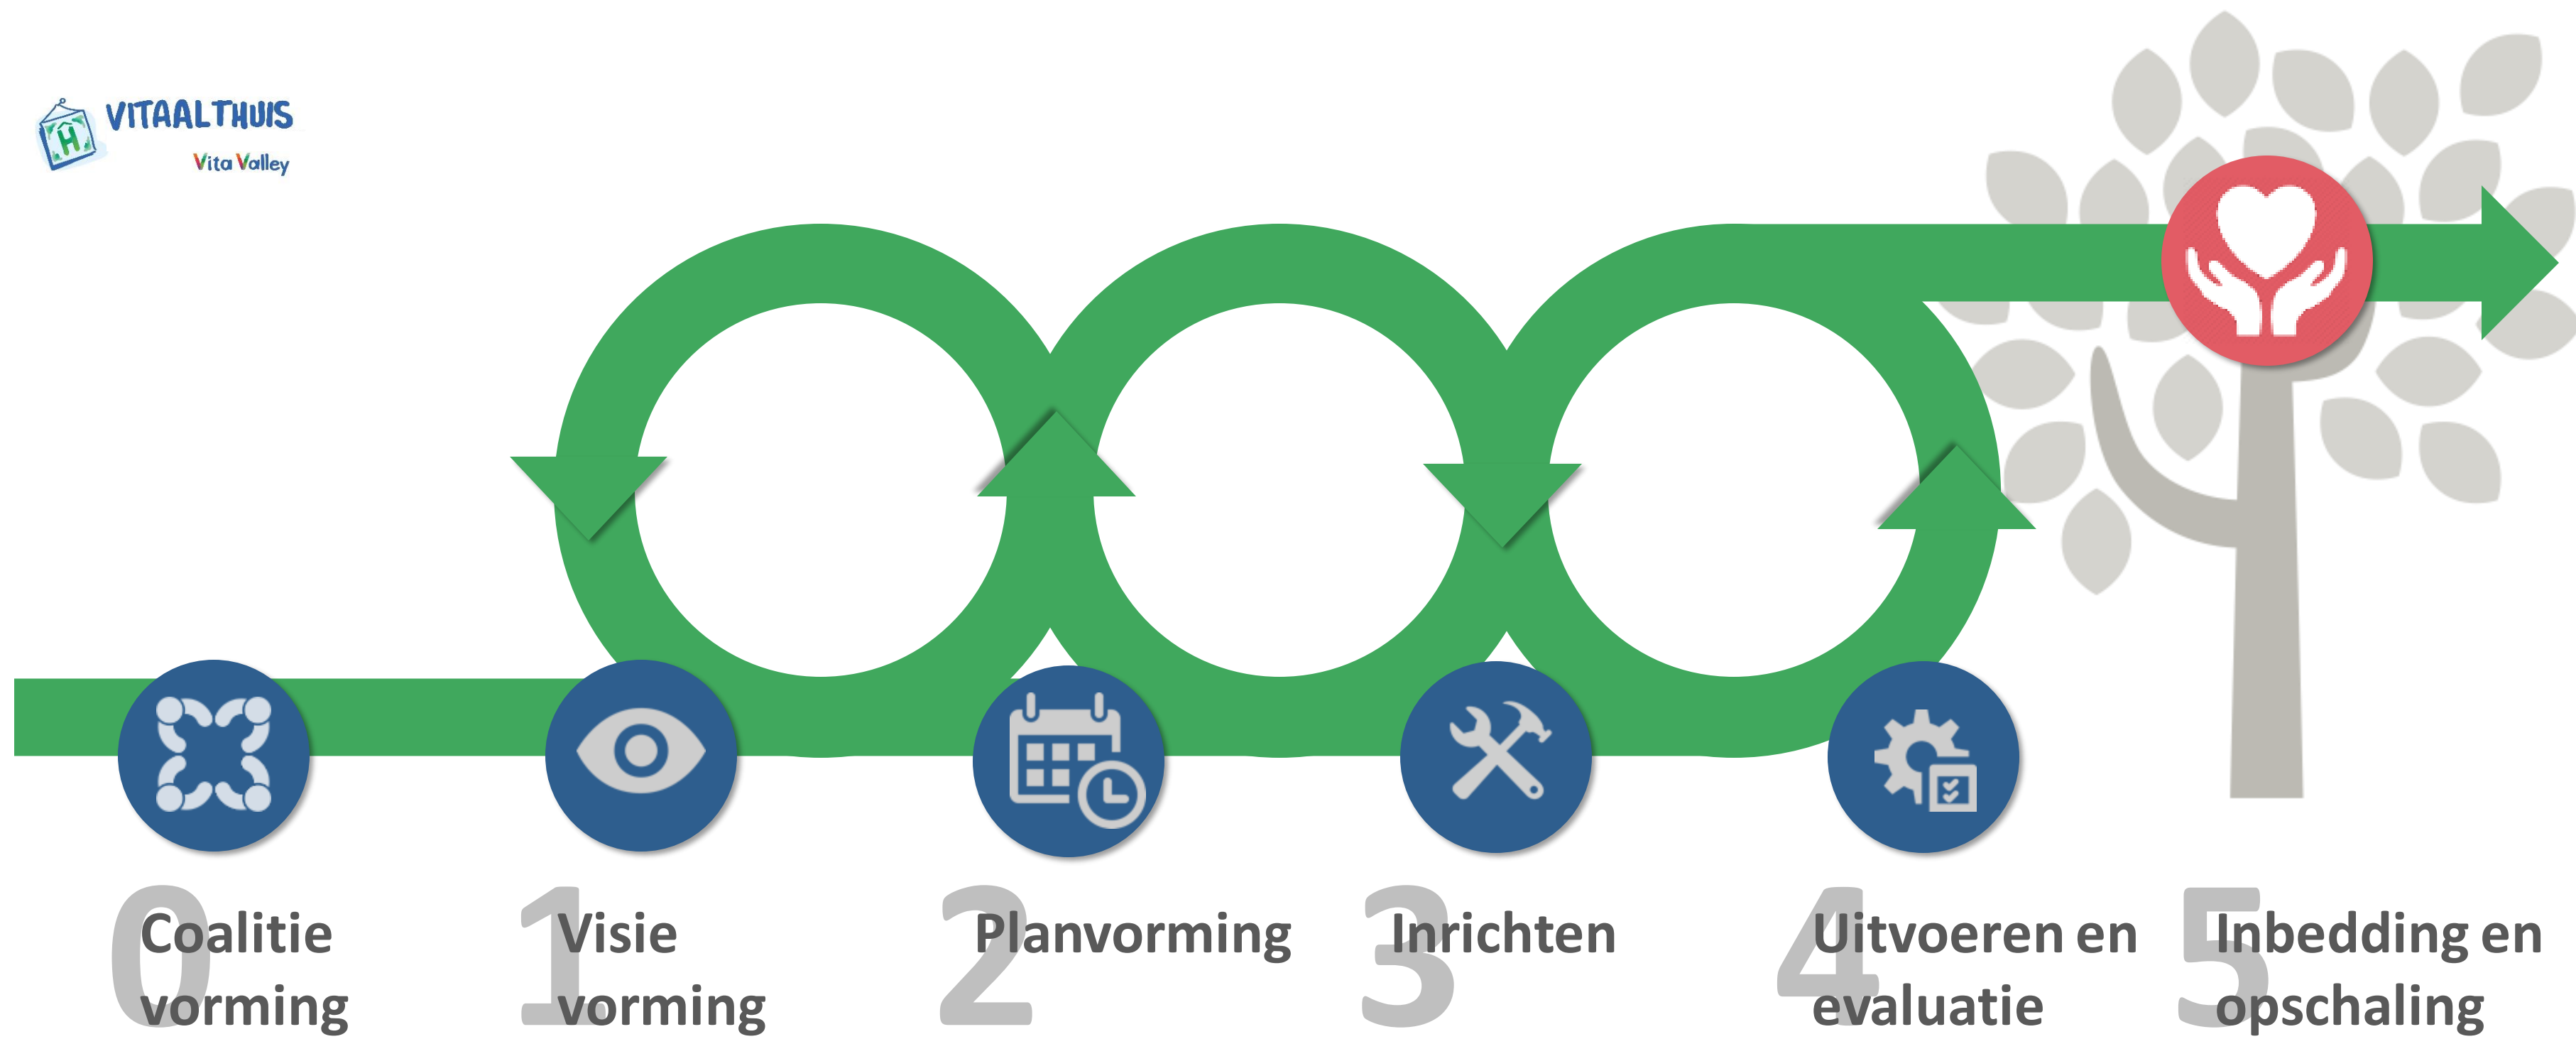 VITAALTHUIS
H
Vita Valley
0
Coalitie
vorming
1
Visie
vorming
2
Planvorming
3
Inrichten
4
Uitvoeren en
evaluatie
5
Inbedding en
opschaling